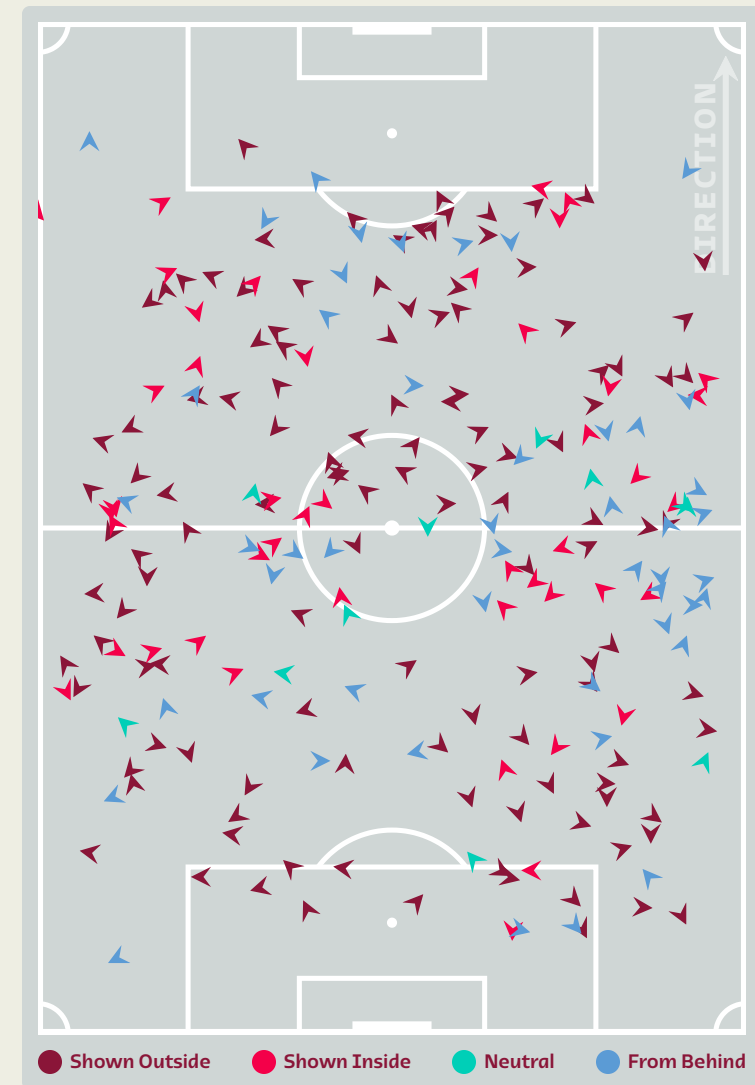 DIRECTION
Shown Outside
Shown Inside
Neutral
From Behind